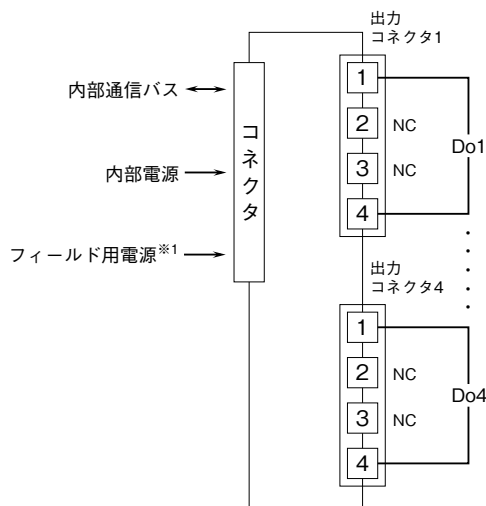 出力
コネクタ1
内部通信バス
内部電源
フィールド用電源※1
コネクタ
1
2 NC
3 NC
4
Do1
出力
コネクタ4
1
2 NC
3 NC
4
Do4